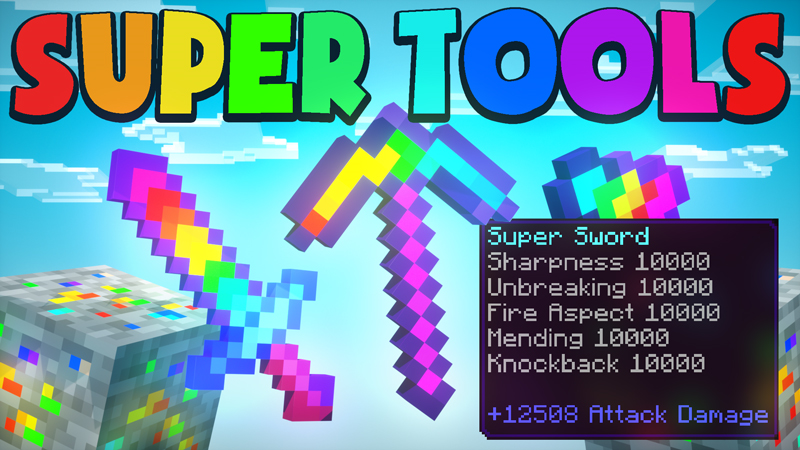 SUPER TOOLS
Super Sword
Sharpness 10000
Unbreaking 10000
Fire Aspect 10000
Mending 10000
Knockback 10000
+12508 Attack Damage